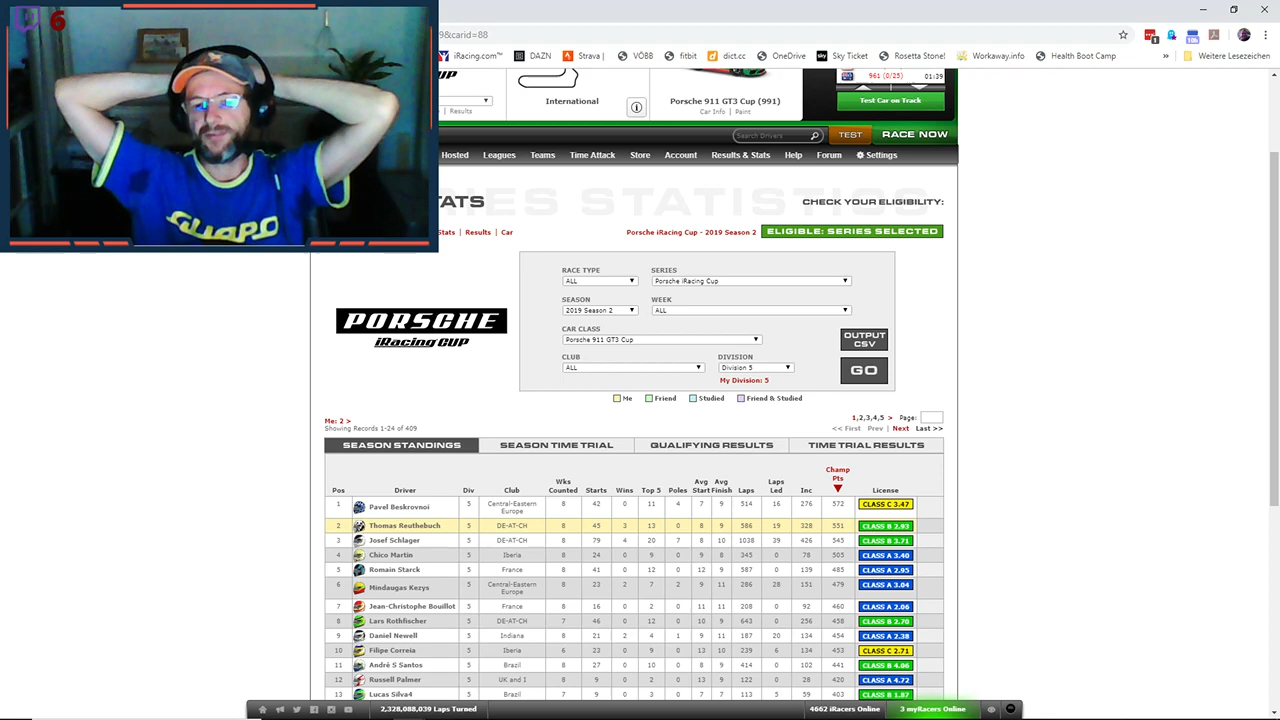 6
9&carid=88
iRacing.com™ DAZN Strava | VÖBB fitbit dict.cc OneDrive Sky Ticket Rosetta Stone! Workaway.info Health Boot Camp » Weitere Lesezeichen
CUP
Results
International
Porsche 911 GT3 Cup (991)
Car Info | Paint
961 (0/25) 01:39
Test Car on Track
Search Drivers TEST RACE NOW
Hosted Leagues Teams Time Attack Store Account Results & Stats Help Forum Settings
TATS
SERIES STATISTICS
CHECK YOUR ELIGIBILITY:
Stats | Results | Car
Porsche iRacing Cup - 2019 Season 2 ELIGIBLE: SERIES SELECTED
PORSCHE
iRacing CUP
RACE TYPE SERIES
ALL Porsche iRacing Cup
SEASON WEEK
2019 Season 2 ALL
CAR CLASS
Porsche 911 GT3 Cup
CLUB DIVISION
ALL Division 5
My Division: 5
OUTPUT CSV
GO
Me Friend Studied Friend & Studied
Me: 2 >
Showing Records 1-24 of 409
1,2,3,4,5 > Page:
<< First Prev | Next Last >>
SEASON STANDINGS SEASON TIME TRIAL QUALIFYING RESULTS TIME TRIAL RESULTS
Pos Driver Div Club Wks Counted Starts Wins Top 5 Poles Avg Start Avg Finish Laps Laps Led Inc Champ Pts License
1 Pavel Beskrovnoi 5 Central-Eastern Europe 8 42 0 11 4 7 9 514 16 276 572 CLASS C 3.47
2 Thomas Reuthebuch 5 DE-AT-CH 8 45 3 13 0 8 9 586 19 328 551 CLASS B 2.93
3 Josef Schlager 5 DE-AT-CH 8 79 4 20 7 8 10 1038 39 426 545 CLASS B 3.71
4 Chico Martin 5 Iberia 8 24 0 9 0 9 8 345 0 78 505 CLASS A 3.40
5 Romain Starck 5 France 8 41 0 12 0 12 9 587 0 139 485 CLASS A 2.95
6 Mindaugas Kezys 5 Central-Eastern Europe 8 23 2 7 2 9 11 286 28 151 479 CLASS A 3.04
7 Jean-Christophe Bouillot 5 France 8 16 0 2 0 11 11 208 0 92 460 CLASS A 2.06
8 Lars Rothfischer 5 DE-AT-CH 7 46 0 12 0 10 9 643 0 256 458 CLASS B 2.70
9 Daniel Newell 5 Indiana 8 21 2 4 1 9 11 187 20 134 454 CLASS A 2.38
10 Filipe Correia 5 Iberia 6 23 0 9 0 13 10 239 6 134 453 CLASS C 2.71
11 Andrè S Santos 5 Brazil 8 27 0 10 0 8 9 414 0 102 441 CLASS B 4.06
12 Russell Palmer 5 UK and I 8 9 0 2 0 13 9 122 0 28 420 CLASS A 4.72
13 Lucas Silva4 5 Brazil 7 9 0 3 0 7 7 113 5 59 403 CLASS B 1.87
2,328,088,039 Laps Turned 4662 iRacers Online 3 myRacers Online